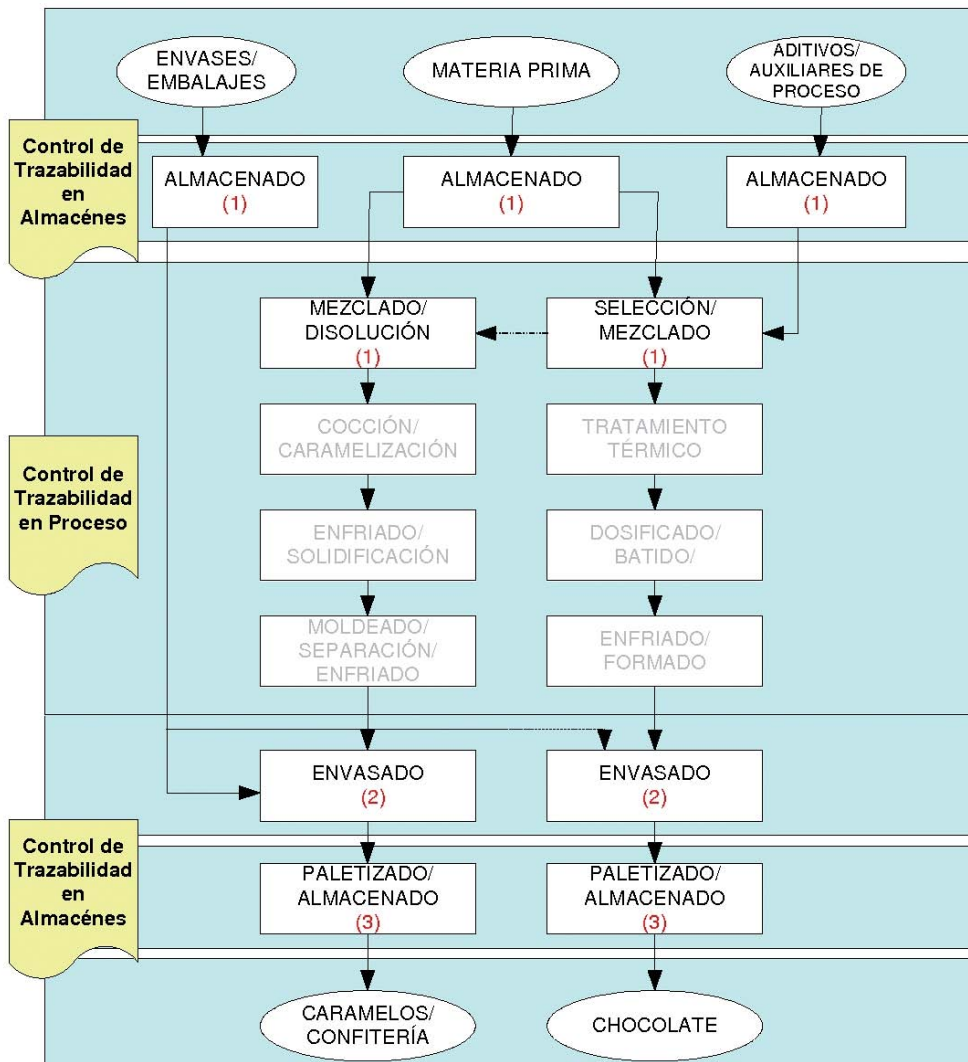 ENVASES/
EMBALAJES
MATERIA PRIMA
ADITIVOS/
AUXILIARES DE
PROCESO
Control de
Trazabilidad
en
Almacénes
ALMACENADO
(1)
ALMACENADO
(1)
ALMACENADO
(1)
MEZCLADO/
DISOLUCIÓN
(1)
SELECCIÓN/
MEZCLADO
(1)
Control de
Trazabilidad
en Proceso
COCCIÓN/
CARAMELIZACIÓN
TRATAMIENTO
TÉRMICO
ENFRIADO/
SOLIDIFICACIÓN
DOSIFICADO/
BATIDO/
MOLDEADO/
SEPARACIÓN/
ENFRIADO
ENFRIADO/
FORMADO
ENVASADO
(2)
ENVASADO
(2)
Control de
Trazabilidad
en
Almacénes
PALETIZADO/
ALMACENADO
(3)
PALETIZADO/
ALMACENADO
(3)
CARAMELOS/
CONFITERÍA
CHOCOLATE